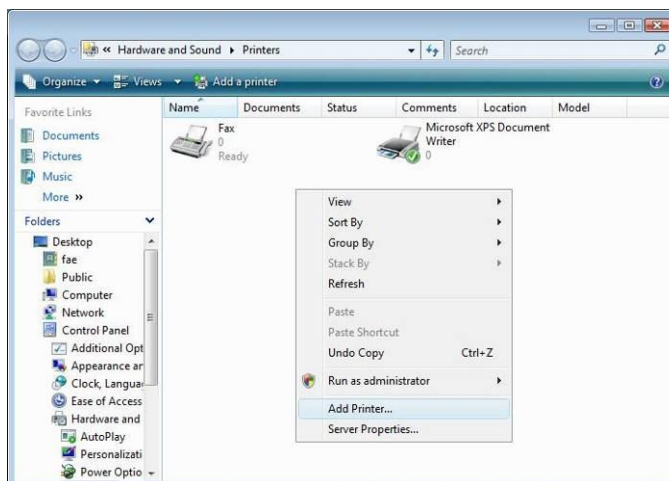 « Hardware and Sound ▸ Printers
Search
Organize
Views
Add a printer
Favorite Links
Documents
Pictures
Music
More »
Folders
Desktop
fae
Public
Computer
Network
Control Panel
Additional Opt
Appearance ar
Clock, Languag
Ease of Access
Hardware and
AutoPlay
Personalizati
Power Optio
Name Documents Status Comments Location Model
Fax
0
Ready
Microsoft XPS Document
Writer
0
View
Sort By
Group By
Stack By
Refresh
Paste
Paste Shortcut
Undo Copy Ctrl+Z
Run as administrator
Add Printer...
Server Properties...